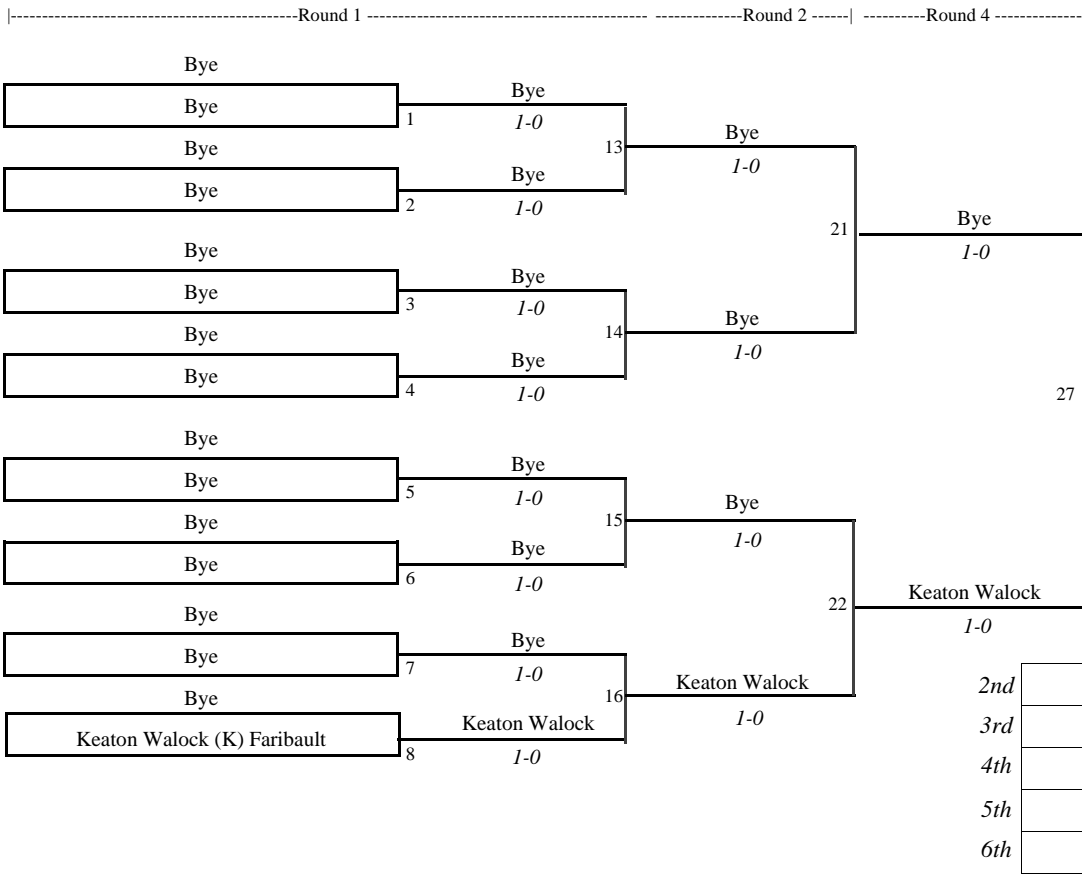 |------------------------------------------Round 1 ----------------------------------------- -------------Round 2 ------| ----------Round 4 --------------
Bye
Bye
Bye
1
1-0
Bye
13
Bye
1-0
Bye
Bye
2
1-0
21
Bye
1-0
Bye
Bye
Bye
3
1-0
14
Bye
1-0
Bye
Bye
Bye
4
1-0
27
Bye
Bye
Bye
5
1-0
15
Bye
1-0
Bye
Bye
Bye
6
1-0
22
Keaton Walock
1-0
Bye
Bye
Bye
7
1-0
16
Keaton Walock
1-0
Bye
Keaton Walock (K) Faribault
Keaton Walock
8
1-0
2nd
3rd
4th
5th
6th